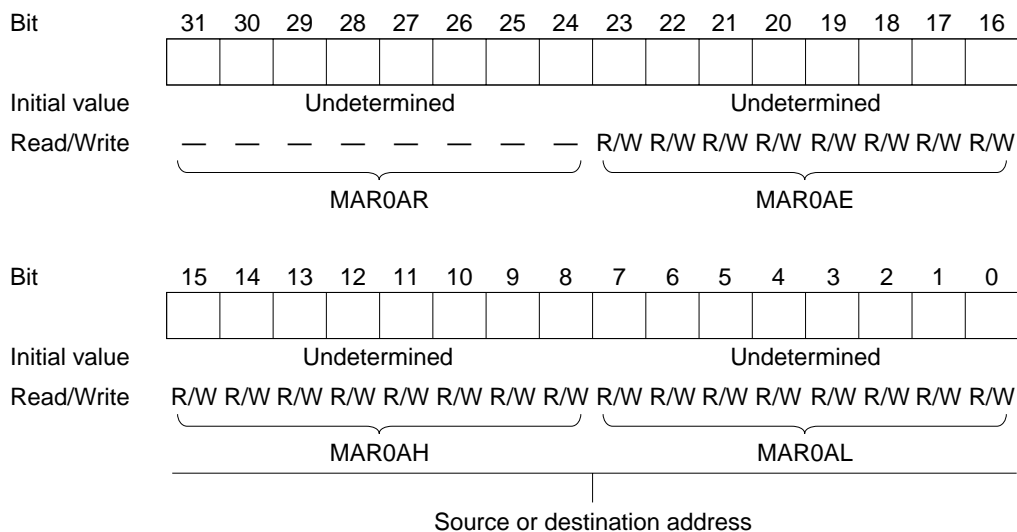 Bit 31 30 29 28 27 26 25 24 23 22 21 20 19 18 17 16
Initial value Undetermined Undetermined
Read/Write — — — — — — — — R/W R/W R/W R/W R/W R/W R/W R/W
MAR0AR MAR0AE
Bit 15 14 13 12 11 10 9 8 7 6 5 4 3 2 1 0
Initial value Undetermined Undetermined
Read/Write R/W R/W R/W R/W R/W R/W R/W R/W R/W R/W R/W R/W R/W R/W R/W R/W
MAR0AH MAR0AL
Source or destination address